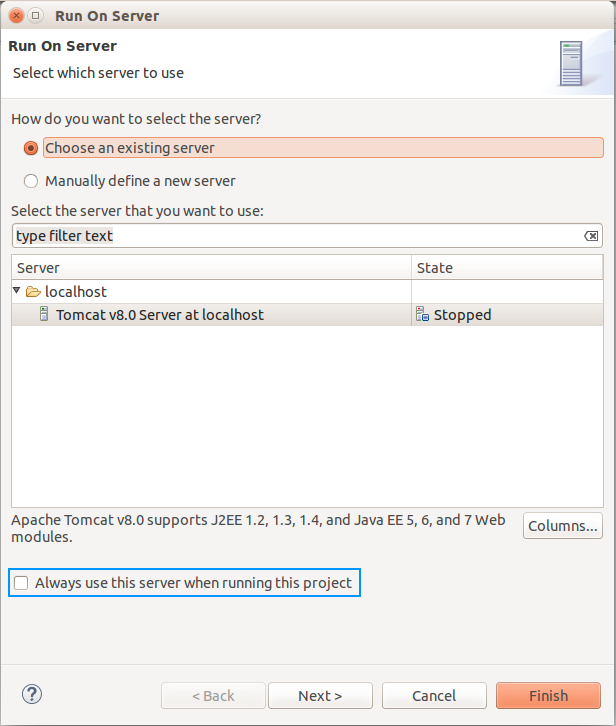 Run On Server
Run On Server
Select which server to use
How do you want to select the server?
Choose an existing server
Manually define a new server
Select the server that you want to use:
type filter text
Server State
localhost
Tomcat v8.0 Server at localhost Stopped
Apache Tomcat v8.0 supports J2EE 1.2, 1.3, 1.4, and Java EE 5, 6, and 7 Web
modules.
Columns...
Always use this server when running this project
? < Back Next > Cancel Finish